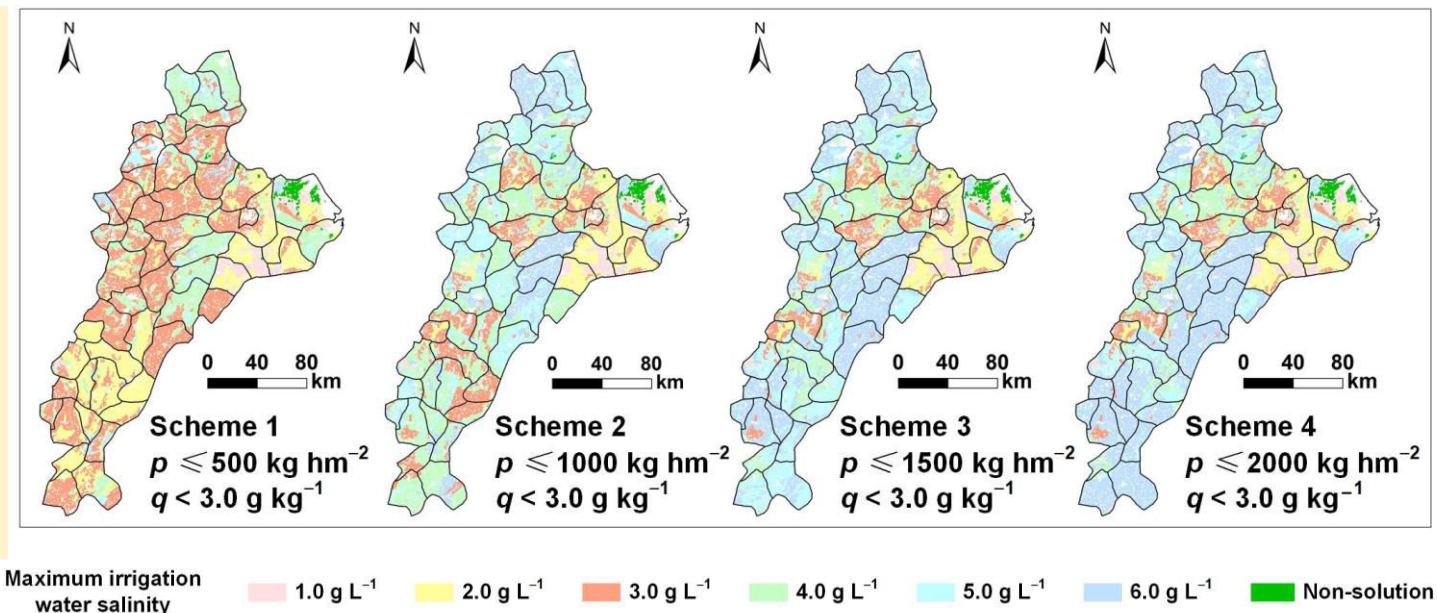 N N N N
0 40 80 km 0 40 80 km 0 40 80 km 0 40 80 km
Scheme 1
p ⩽ 500 kg hm⁻²
q < 3.0 g kg⁻¹
Scheme 2
p ⩽ 1000 kg hm⁻²
q < 3.0 g kg⁻¹
Scheme 3
p ⩽ 1500 kg hm⁻²
q < 3.0 g kg⁻¹
Scheme 4
p ⩽ 2000 kg hm⁻²
q < 3.0 g kg⁻¹
Maximum irrigation
water salinity
1.0 g L⁻¹ 2.0 g L⁻¹ 3.0 g L⁻¹ 4.0 g L⁻¹ 5.0 g L⁻¹ 6.0 g L⁻¹ Non-solution